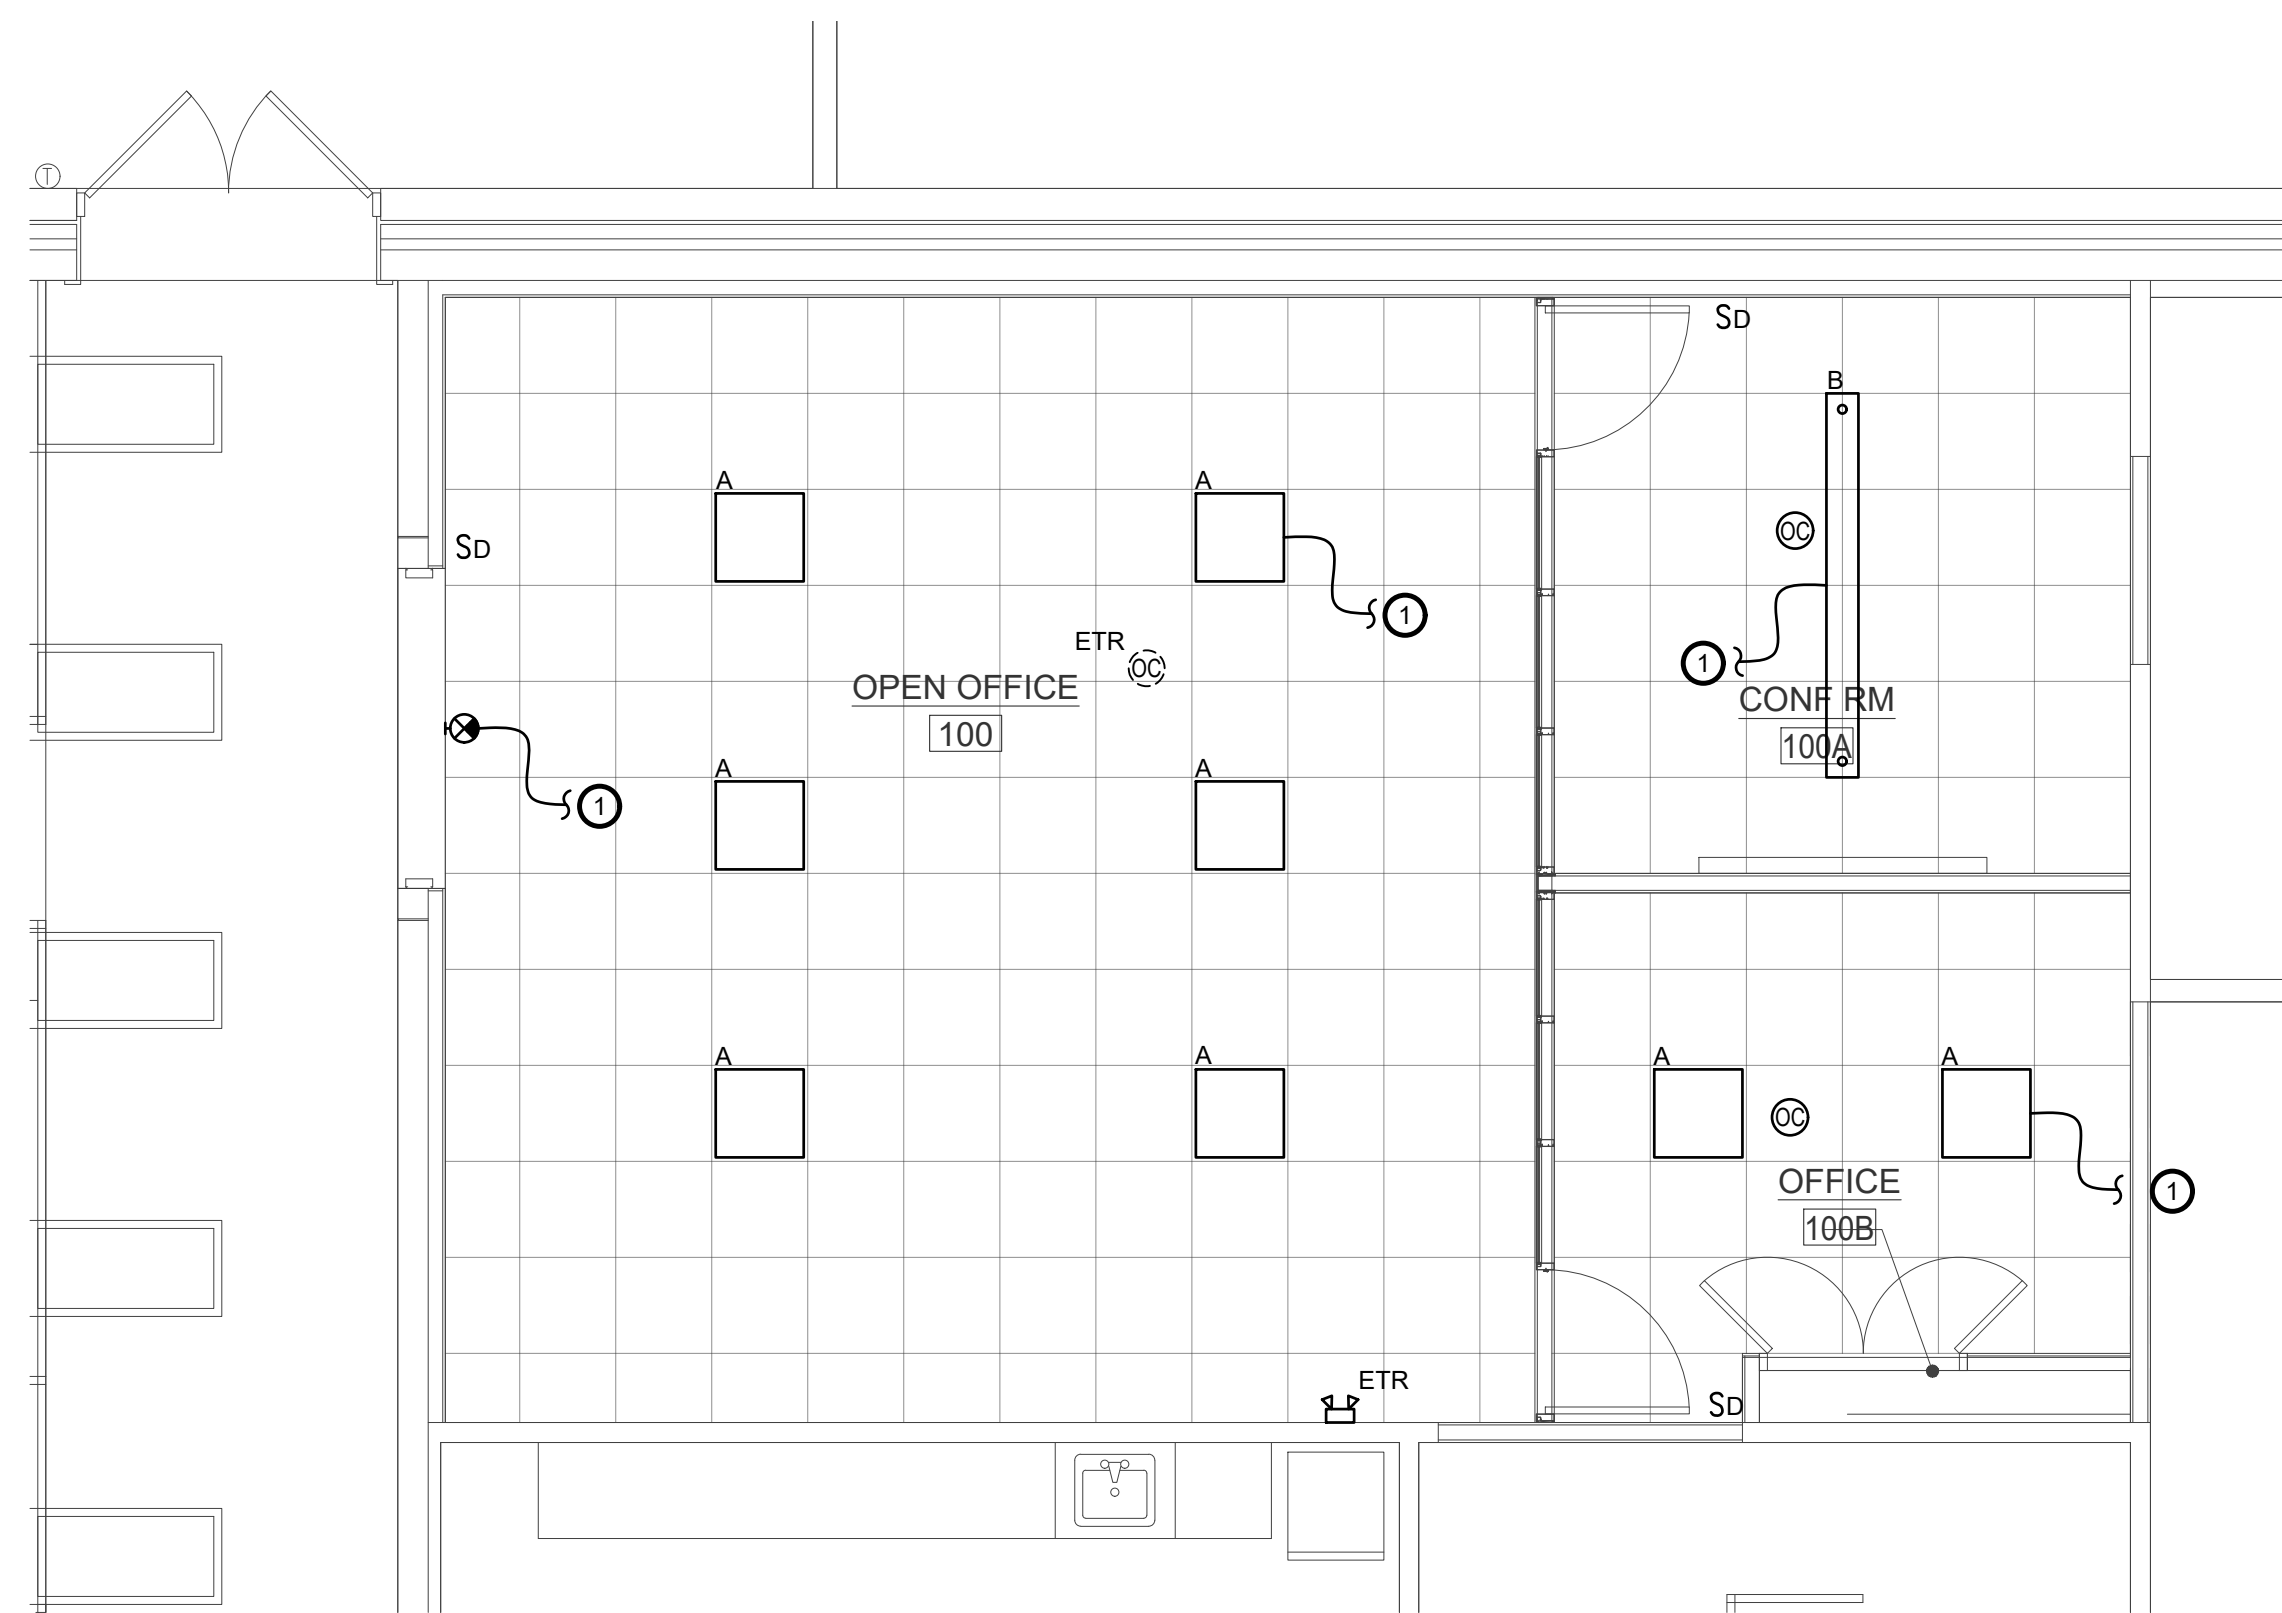 T
SD
B
A
A
OC
SD
1
ETR
OC
1
OPEN OFFICE
CONF RM
100
100A
A
A
1
A
A
A
A
OC
OFFICE
1
100B
ETR
SD